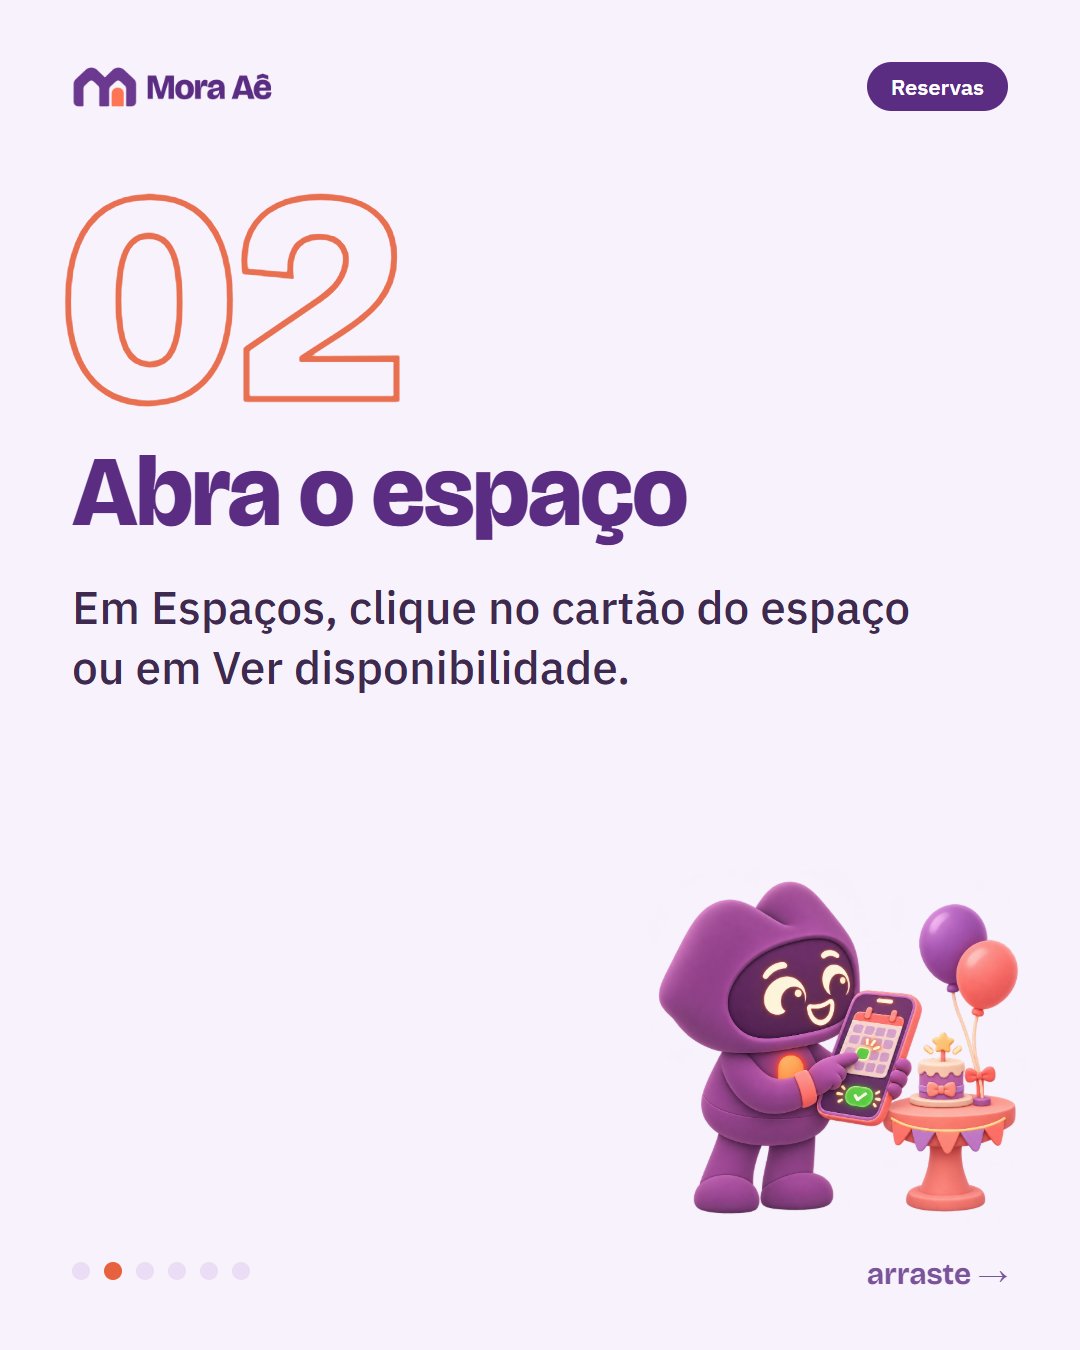 Mora Aê
Reservas
02
Abra o espaço
Em Espaços, clique no cartão do espaço
ou em Ver disponibilidade.
arraste →